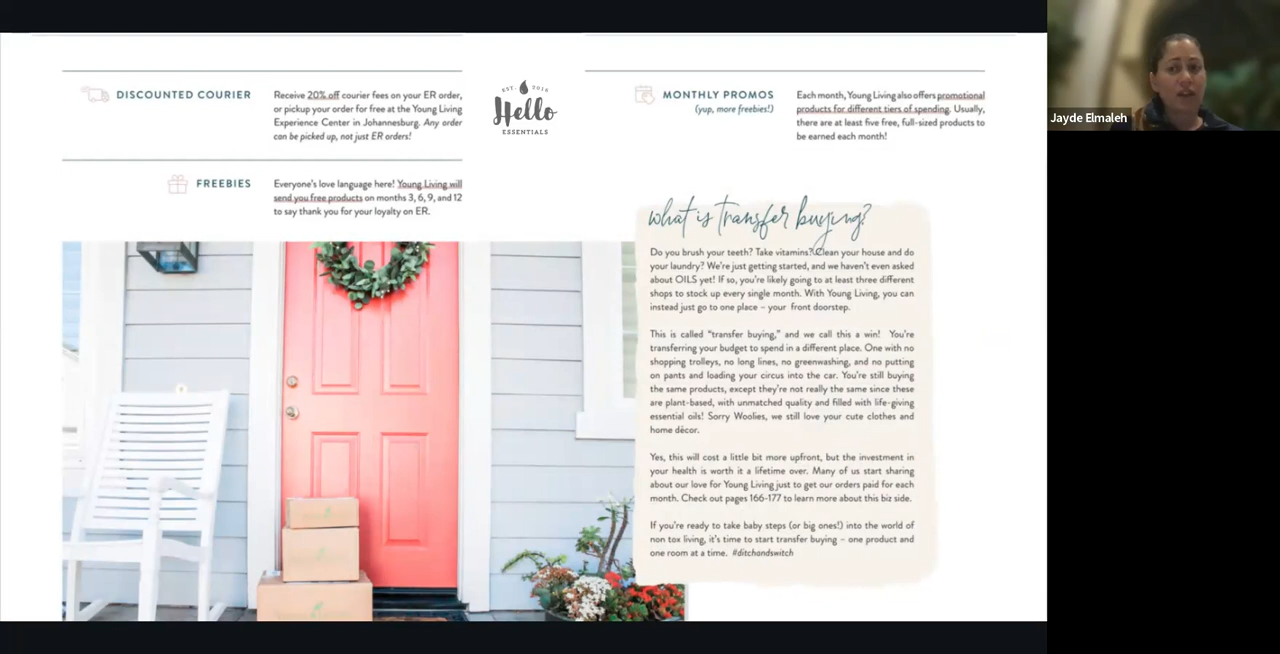 DISCOUNTED COURIER
Receive 20% off courier fees on your ER order,
or pickup your order for free at the Young Living
Experience Center in Johannesburg. Any order
can be picked up, not just ER orders!
FREEBIES
Everyone's love language here! Young Living will
send you free products on months 3, 6, 9, and 12
to say thank you for your loyalty on ER.
EST. 2016
Hello
ESSENTIALS
MONTHLY PROMOS
(yup, more freebies!)
Each month, Young Living also offers promotional
products for different tiers of spending. Usually,
there are at least five free, full-sized products to
be earned each month!
what is transfer buying?
Do you brush your teeth? Take vitamins? Clean your house and do
your laundry? We're just getting started, and we haven't even asked
about OILS yet! If so, you're likely going to at least three different
shops to stock up every single month. With Young Living, you can
instead just go to one place – your front doorstep.
This is called "transfer buying," and we call this a win! You're
transferring your budget to spend in a different place. One with no
shopping trolleys, no long lines, no greenwashing, and no putting
on pants and loading your circus into the car. You're still buying
the same products, except they're not really the same since these
are plant-based, with unmatched quality and filled with life-giving
essential oils! Sorry Woolies, we still love your cute clothes and
home décor.
Yes, this will cost a little bit more upfront, but the investment in
your health is worth it a lifetime over. Many of us start sharing
about our love for Young Living just to get our orders paid for each
month. Check out pages 166-177 to learn more about this biz side.
If you're ready to take baby steps (or big ones!) into the world of
non tox living, it's time to start transfer buying – one product and
one room at a time. #ditchandswitch
Jayde Elmaleh